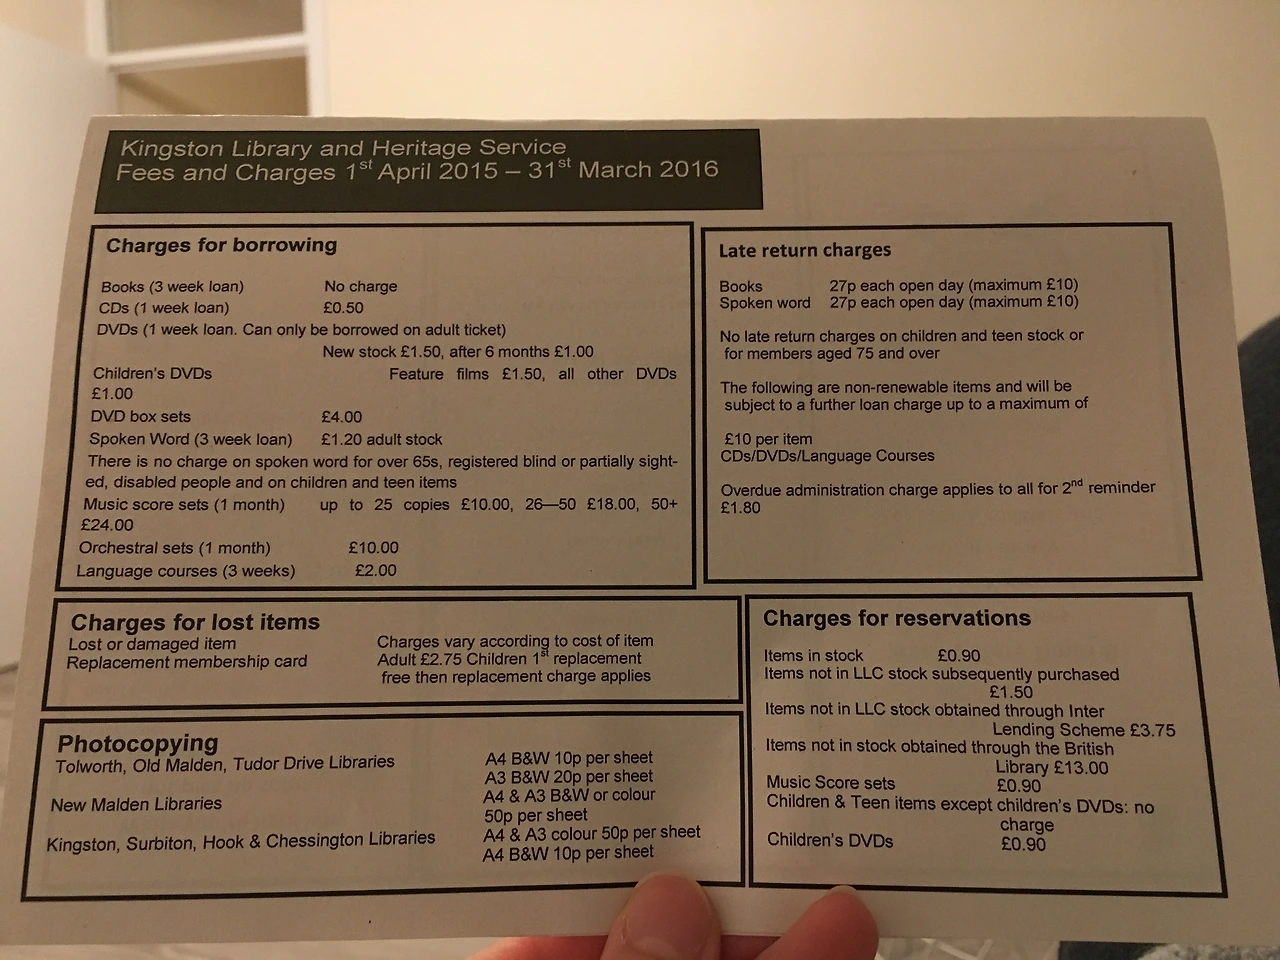 Kingston Library and Heritage Service
Fees and Charges 1st April 2015 – 31st March 2016
Charges for borrowing
Books (3 week loan) No charge
CDs (1 week loan) £0.50
DVDs (1 week loan. Can only be borrowed on adult ticket)
New stock £1.50, after 6 months £1.00
Children's DVDs Feature films £1.50, all other DVDs
£1.00
DVD box sets £4.00
Spoken Word (3 week loan) £1.20 adult stock
There is no charge on spoken word for over 65s, registered blind or partially sight-
ed, disabled people and on children and teen items
Music score sets (1 month) up to 25 copies £10.00, 26—50 £18.00, 50+
£24.00
Orchestral sets (1 month) £10.00
Language courses (3 weeks) £2.00
Late return charges
Books 27p each open day (maximum £10)
Spoken word 27p each open day (maximum £10)
No late return charges on children and teen stock or
for members aged 75 and over
The following are non-renewable items and will be
subject to a further loan charge up to a maximum of
£10 per item
CDs/DVDs/Language Courses
Overdue administration charge applies to all for 2nd reminder
£1.80
Charges for lost items
Lost or damaged item Charges vary according to cost of item
Replacement membership card Adult £2.75 Children 1st replacement
free then replacement charge applies
Charges for reservations
Items in stock £0.90
Items not in LLC stock subsequently purchased
£1.50
Items not in LLC stock obtained through Inter
Lending Scheme £3.75
Items not in stock obtained through the British
Library £13.00
Music Score sets £0.90
Children & Teen items except children's DVDs: no
charge
Children's DVDs £0.90
Photocopying
Tolworth, Old Malden, Tudor Drive Libraries A4 B&W 10p per sheet
A3 B&W 20p per sheet
New Malden Libraries A4 & A3 B&W or colour
50p per sheet
Kingston, Surbiton, Hook & Chessington Libraries A4 & A3 colour 50p per sheet
A4 B&W 10p per sheet